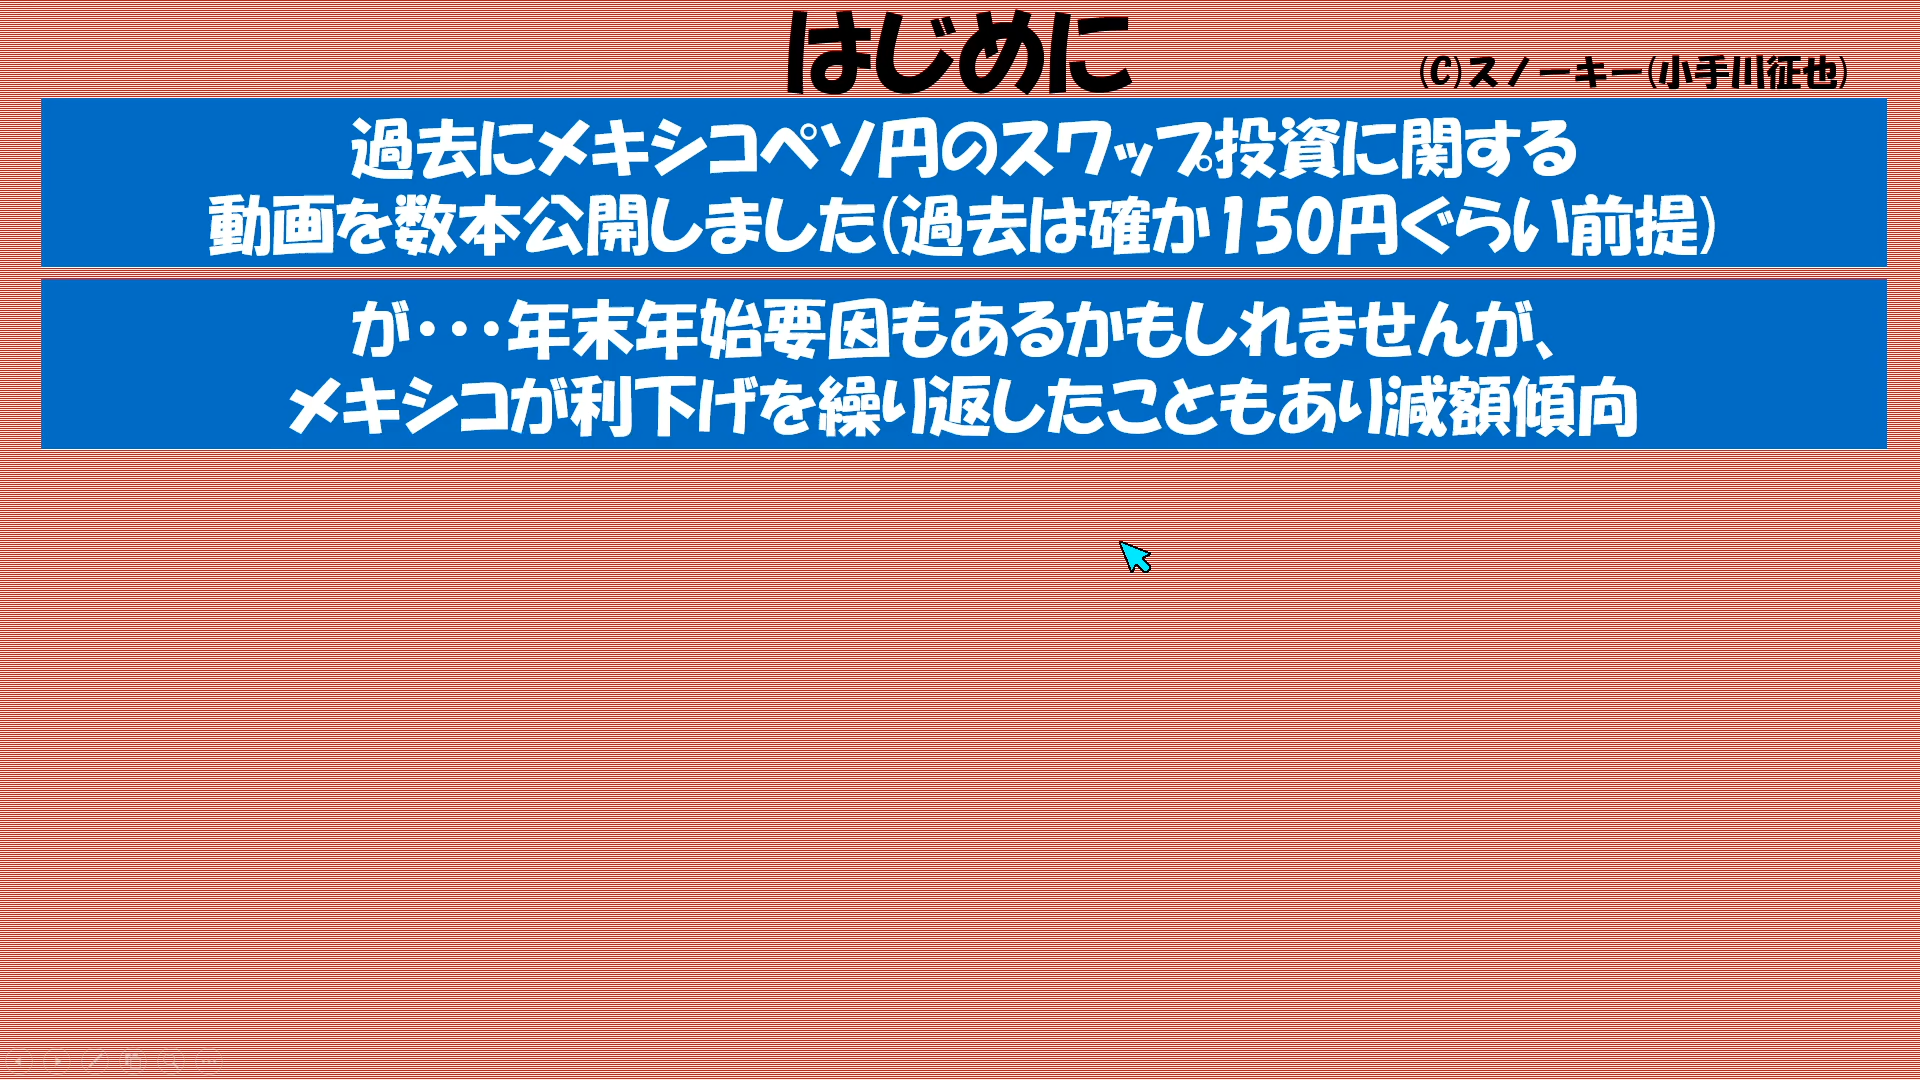 はじめに
(C)スノーキー(小手川征也)
過去にメキシコペソ円のスワップ投資に関する
動画を数本公開しました(過去は確か150円ぐらい前提)
が･･･年末年始要因もあるかもしれませんが、
メキシコが利下げを繰り返したこともあり減額傾向